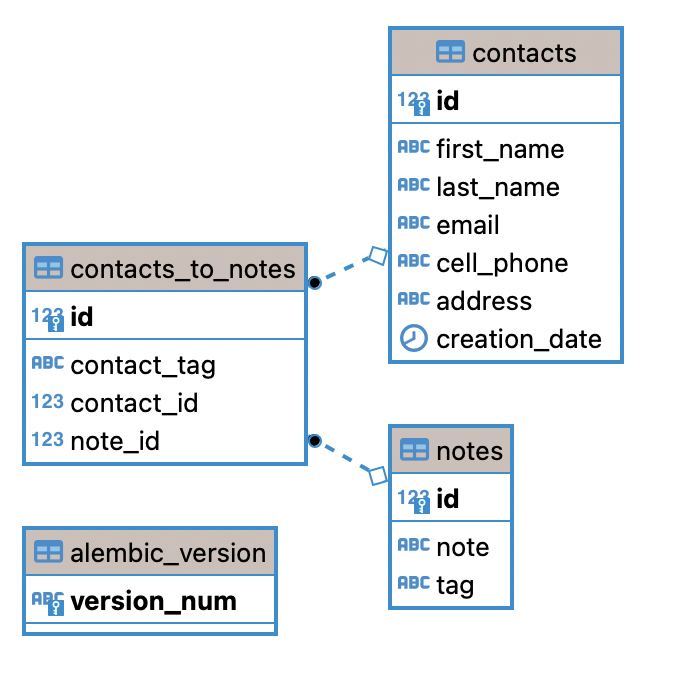 contacts
123 id
ABC first_name
ABC last_name
ABC email
ABC cell_phone
ABC address
creation_date
contacts_to_notes
123 id
ABC contact_tag
123 contact_id
123 note_id
notes
123 id
ABC note
ABC tag
alembic_version
ABC version_num